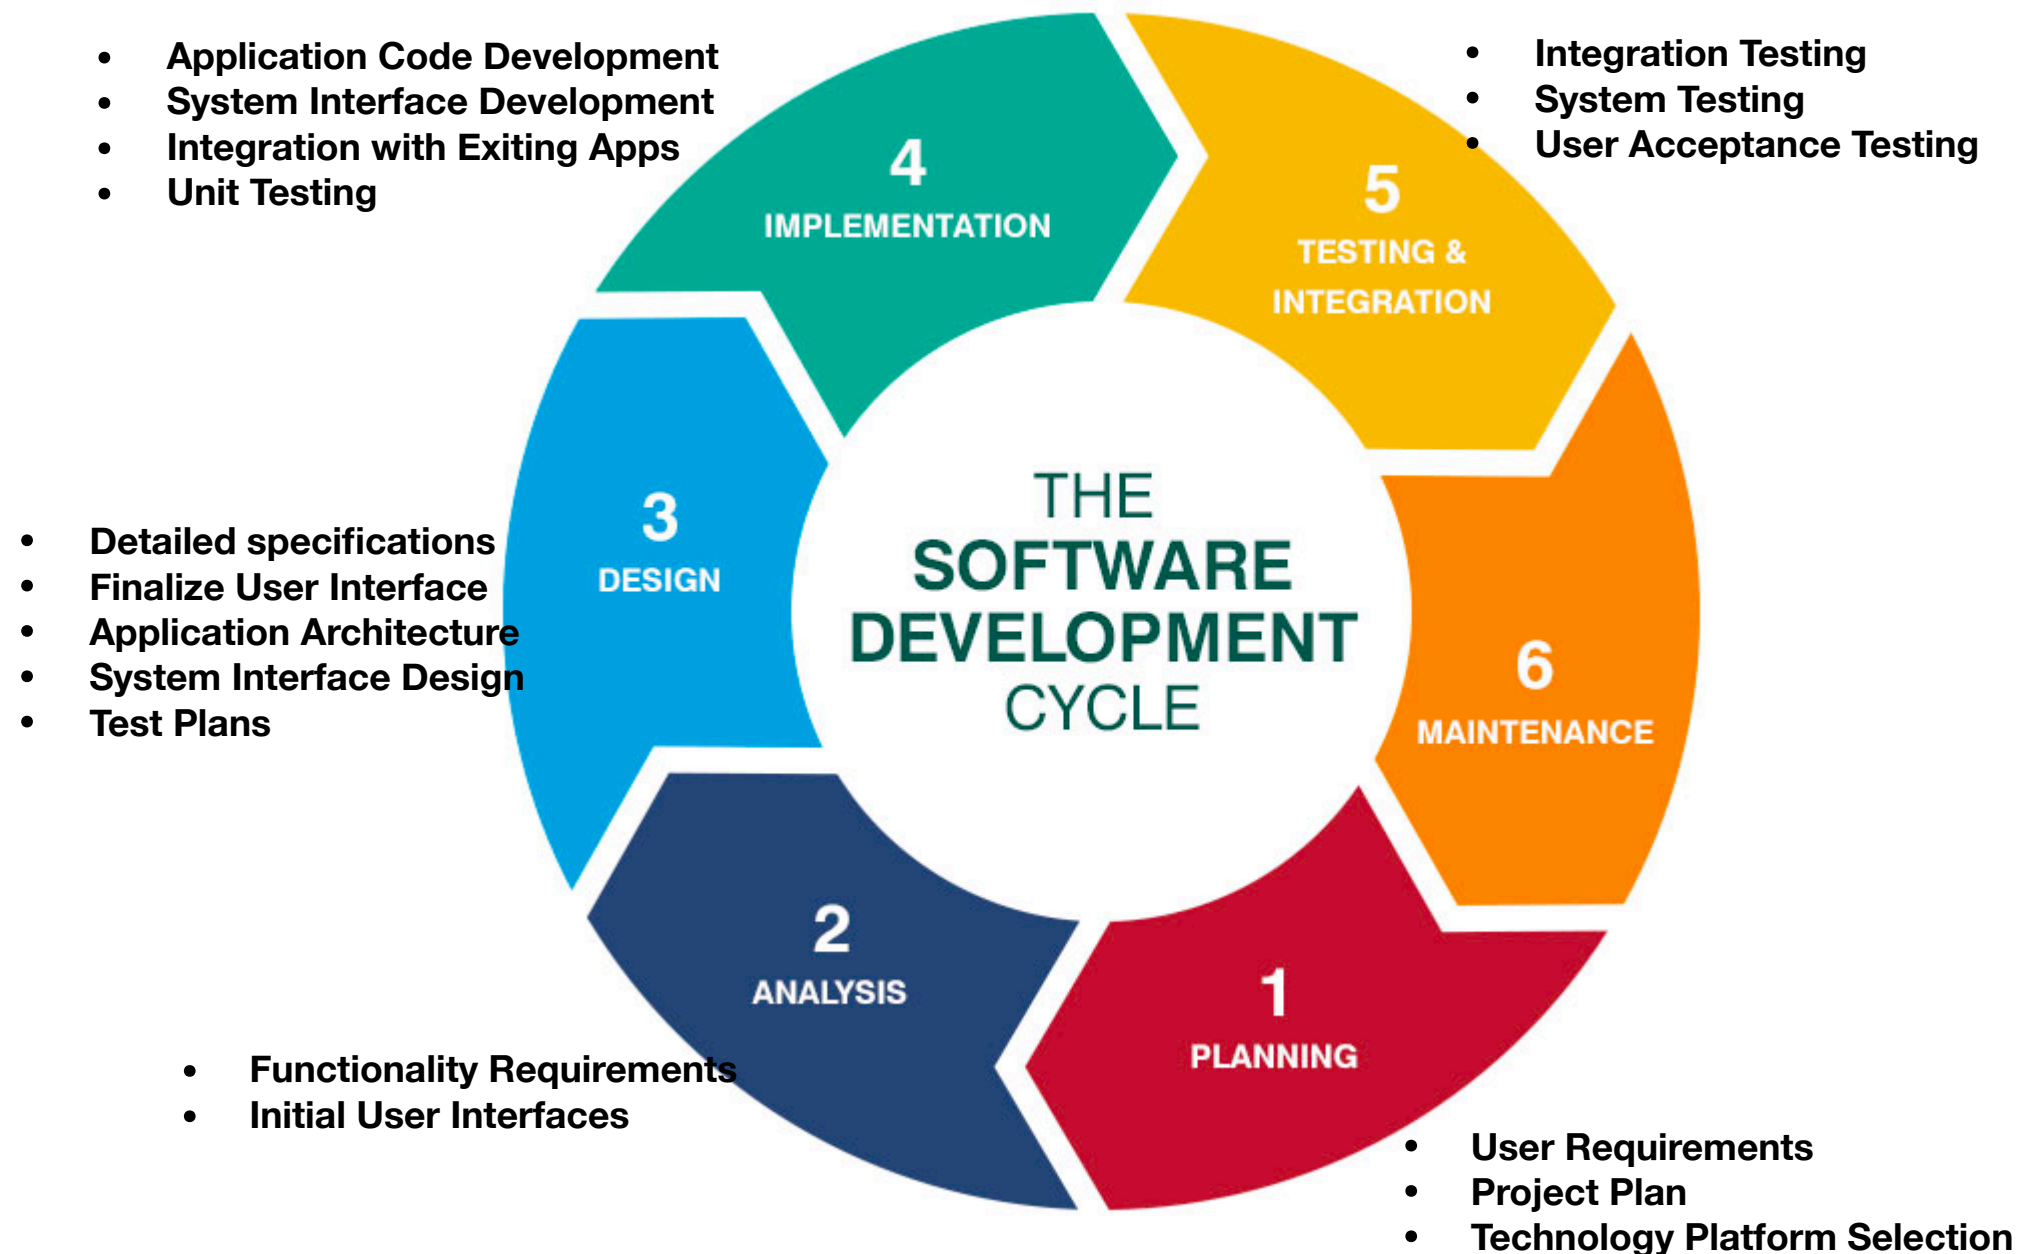 • Application Code Development
• System Interface Development
• Integration with Exiting Apps
• Unit Testing
4
IMPLEMENTATION
• Integration Testing
• System Testing
• User Acceptance Testing
5
TESTING &
INTEGRATION
• Detailed specifications
• Finalize User Interface
• Application Architecture
• System Interface Design
• Test Plans
3
DESIGN
THE
SOFTWARE
DEVELOPMENT
CYCLE
6
MAINTENANCE
2
ANALYSIS
• Functionality Requirements
• Initial User Interfaces
1
PLANNING
• User Requirements
• Project Plan
• Technology Platform Selection